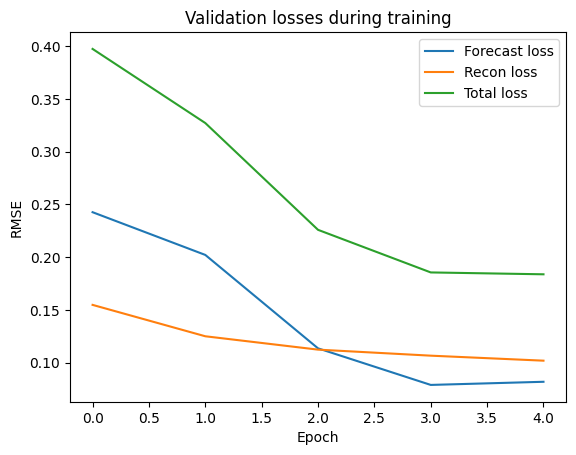 Validation losses during training
Forecast loss
Recon loss
Total loss
0.40
0.35
0.30
0.25
0.20
0.15
0.10
RMSE
0.0 0.5 1.0 1.5 2.0 2.5 3.0 3.5 4.0
Epoch